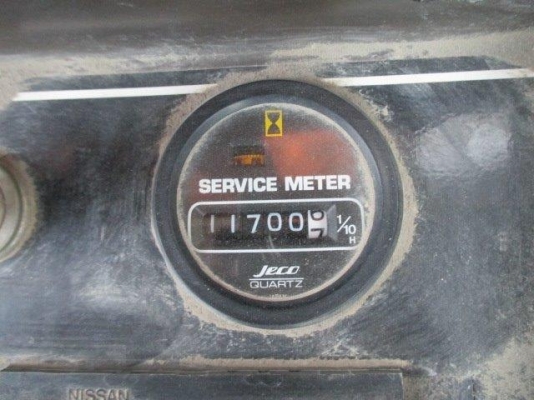 SERVICE METER
11700 1/10
H
Jeco
QUARTZ
NISSAN